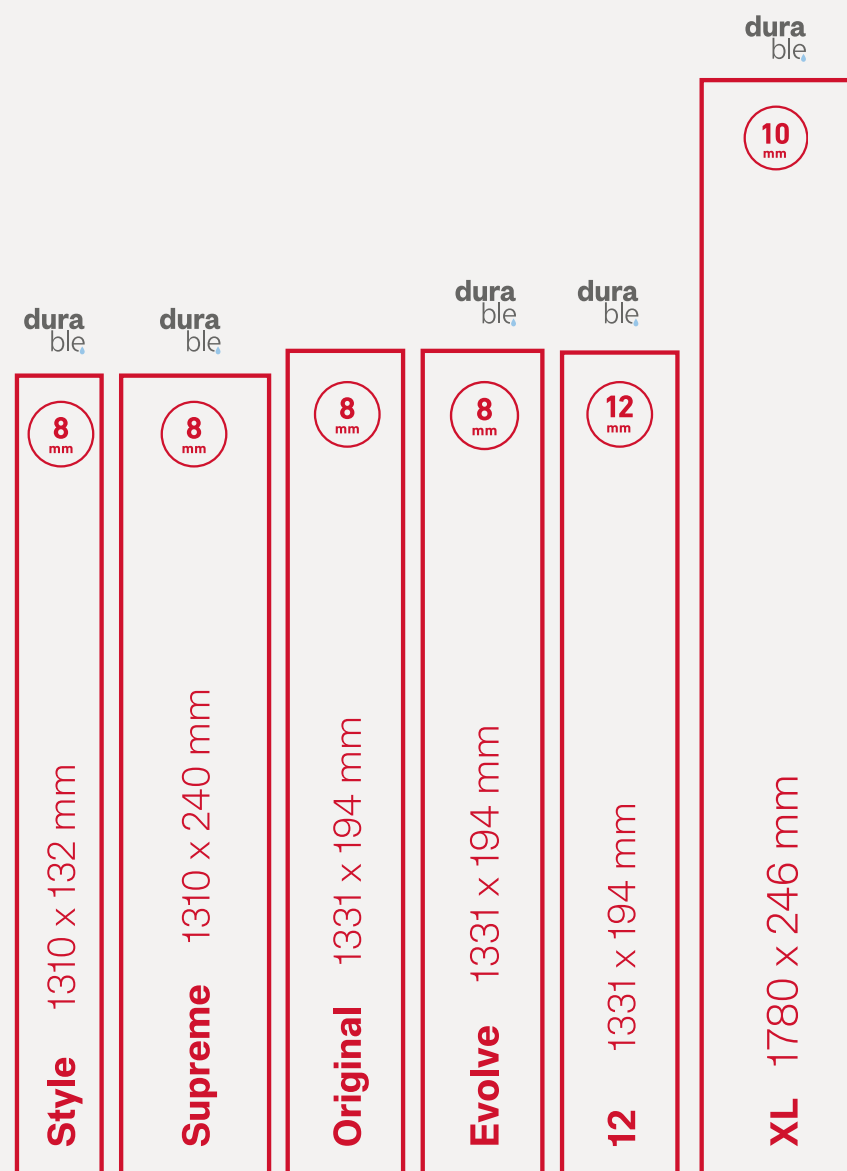 dura
ble
8
mm
Style 1310 x 132 mm
dura
ble
8
mm
Supreme 1310 x 240 mm
8
mm
Original 1331 x 194 mm
dura
ble
8
mm
Evolve 1331 x 194 mm
dura
ble
12
mm
12 1331 x 194 mm
dura
ble
10
mm
XL 1780 x 246 mm